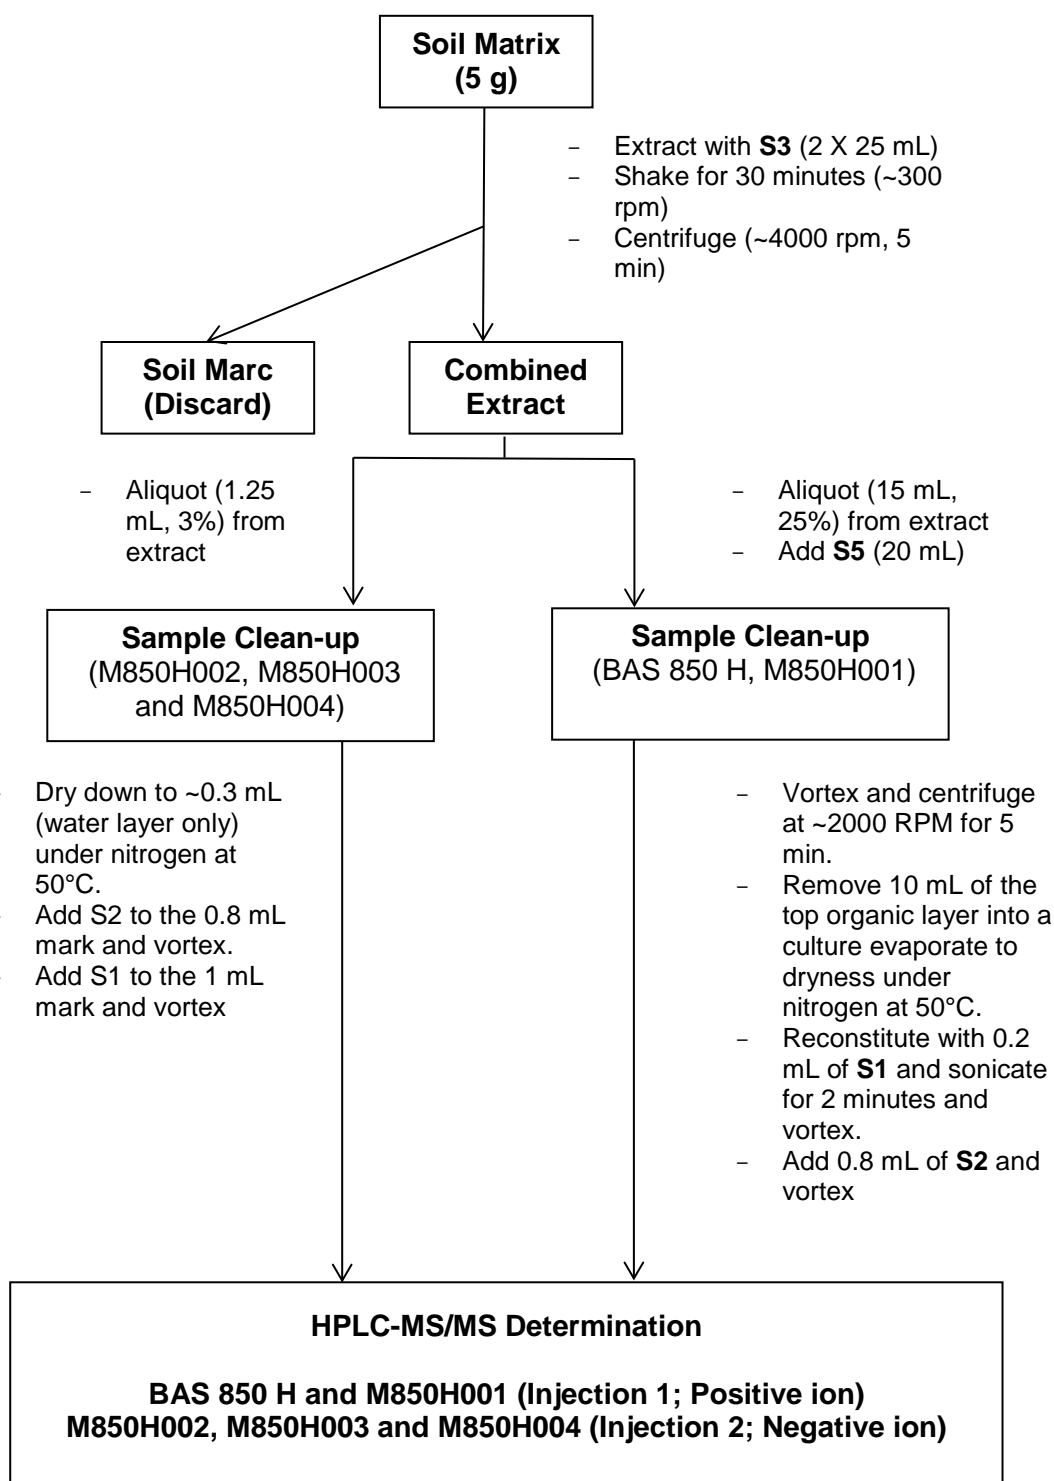 Soil Matrix
(5 g)
- Extract with S3 (2 X 25 mL)
- Shake for 30 minutes (~300
rpm)
- Centrifuge (~4000 rpm, 5
min)
Soil Marc
(Discard)
Combined
Extract
- Aliquot (1.25
mL, 3%) from
extract
- Aliquot (15 mL,
25%) from extract
- Add S5 (20 mL)
Sample Clean-up
(M850H002, M850H003
and M850H004)
Sample Clean-up
(BAS 850 H, M850H001)
- Dry down to ~0.3 mL
(water layer only)
under nitrogen at
50°C.
- Add S2 to the 0.8 mL
mark and vortex.
- Add S1 to the 1 mL
mark and vortex
- Vortex and centrifuge
at ~2000 RPM for 5
min.
- Remove 10 mL of the
top organic layer into a
culture evaporate to
dryness under
nitrogen at 50°C.
- Reconstitute with 0.2
mL of S1 and sonicate
for 2 minutes and
vortex.
- Add 0.8 mL of S2 and
vortex
HPLC-MS/MS Determination
BAS 850 H and M850H001 (Injection 1; Positive ion)
M850H002, M850H003 and M850H004 (Injection 2; Negative ion)